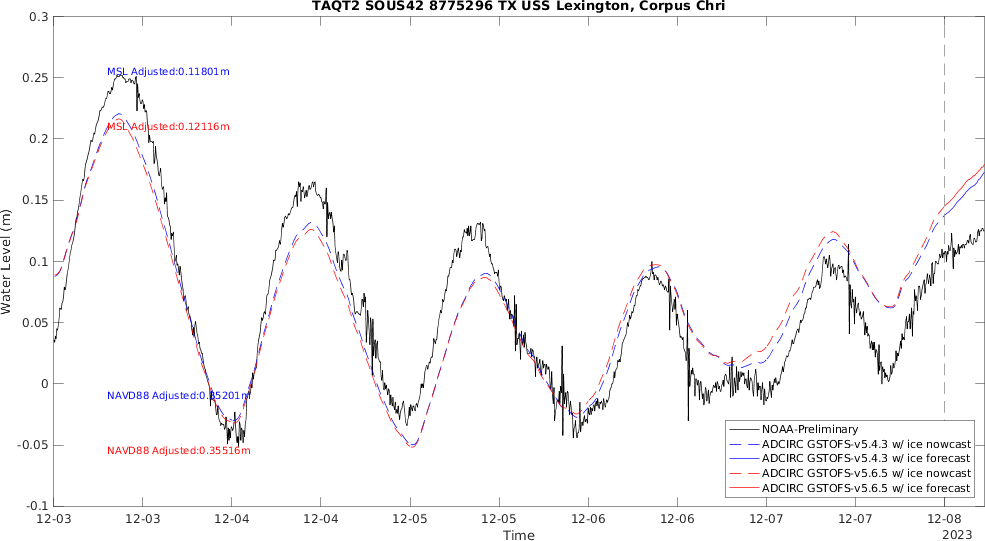 TAQT2 SOUS42 8775296 TX USS Lexington, Corpus Chri
0.3
0.25
0.2
0.15
0.1
0.05
0
-0.05
-0.1
Water Level (m)
MSL Adjusted:0.11801m
MSL Adjusted:0.12116m
NAVD88 Adjusted:0.35201m
NAVD88 Adjusted:0.35516m
NOAA-Preliminary
ADCIRC GSTOFS-v5.4.3 w/ ice nowcast
ADCIRC GSTOFS-v5.4.3 w/ ice forecast
ADCIRC GSTOFS-v5.6.5 w/ ice nowcast
ADCIRC GSTOFS-v5.6.5 w/ ice forecast
12-03 12-03 12-04 12-04 12-05 12-05 12-06 12-06 12-07 12-07 12-08
Time
2023